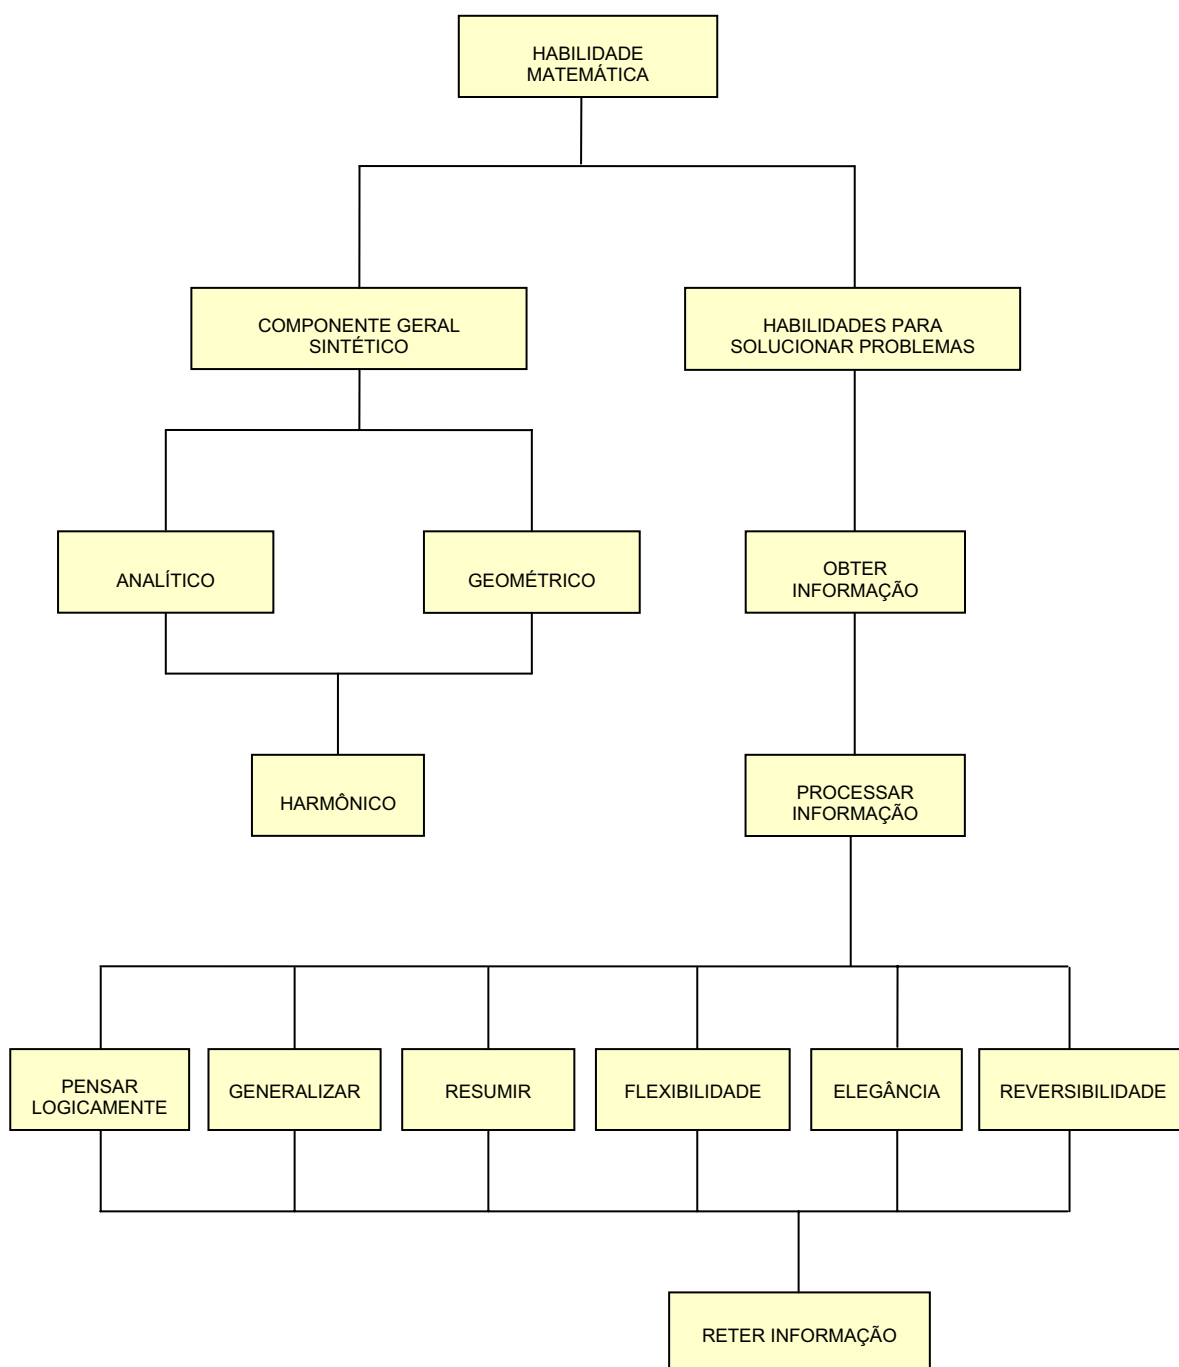 HABILIDADE
MATEMÁTICA
COMPONENTE GERAL
SINTÉTICO
HABILIDADES PARA
SOLUCIONAR PROBLEMAS
ANALÍTICO
GEOMÉTRICO
OBTER
INFORMAÇÃO
HARMÔNICO
PROCESSAR
INFORMAÇÃO
PENSAR
LOGICAMENTE
GENERALIZAR
RESUMIR
FLEXIBILIDADE
ELEGÂNCIA
REVERSIBILIDADE
RETER INFORMAÇÃO